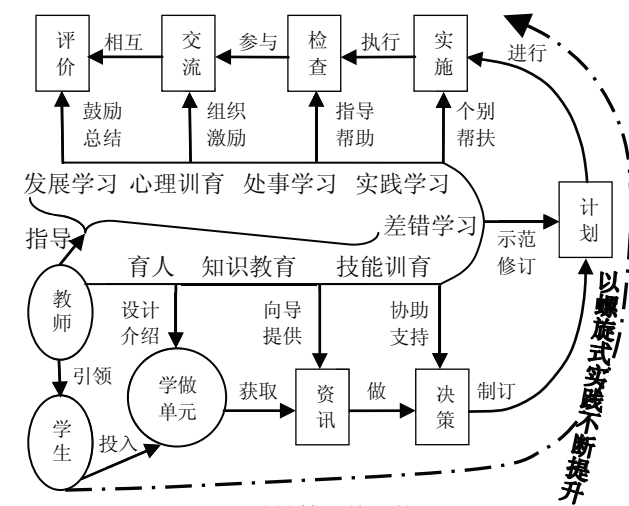 评价
相互
交流
参与
检查
执行
实施
进行
鼓励
总结
组织
激励
指导
帮助
个别
帮扶
发展学习
心理训育
处事学习
实践学习
计划
指导
差错学习
示范
修订
育人
知识教育
技能训育
教师
设计
介绍
向导
提供
协助
支持
以螺旋式实践不断提升
引领
学做
单元
获取
资讯
做
决策
制订
学生
投入